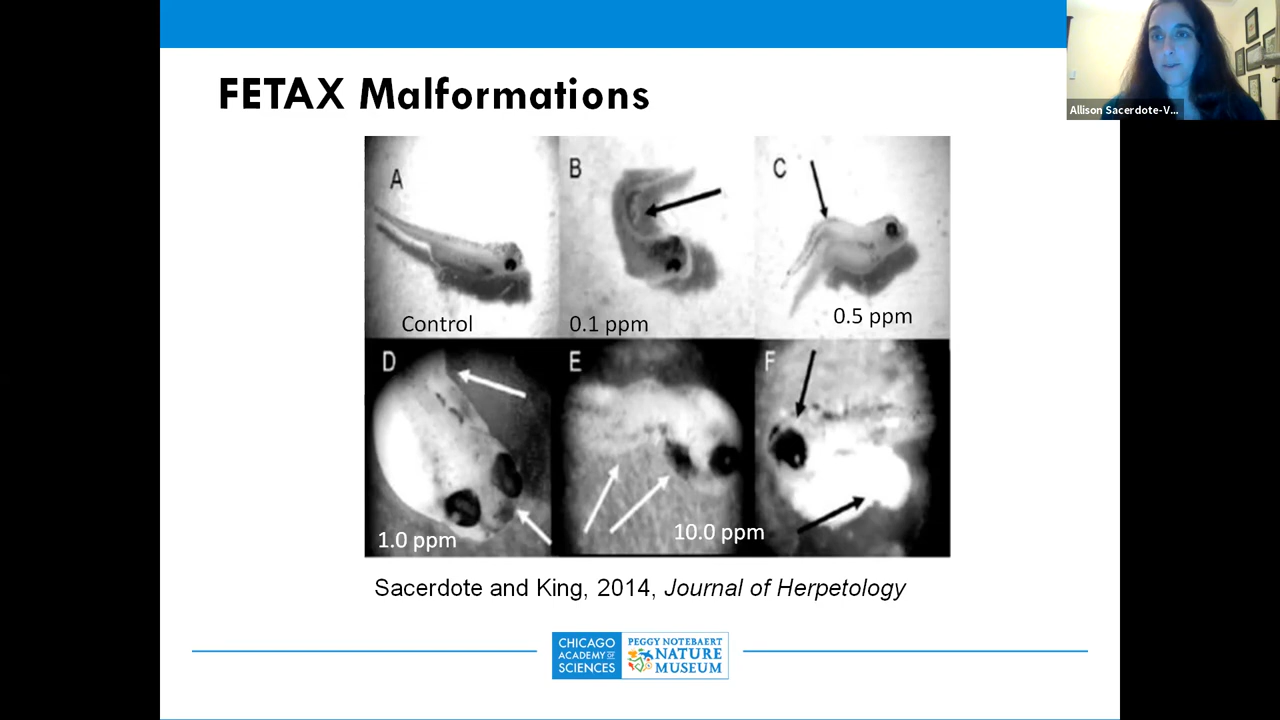 FETAX Malformations
Allison Sacerdote-V...
A
B
C
Control
0.1 ppm
0.5 ppm
D
E
F
1.0 ppm
10.0 ppm
Sacerdote and King, 2014, Journal of Herpetology
CHICAGO
ACADEMY OF
SCIENCES
PEGGY NOTEBAERT
NATURE
MUSEUM